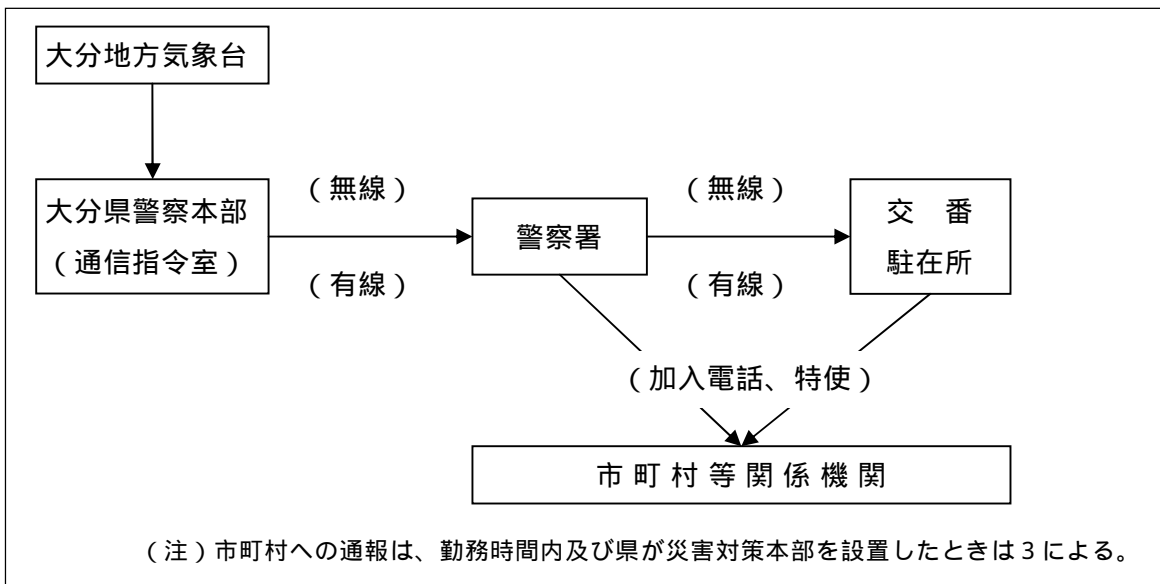 大分地方気象台
大分県警察本部
（通信指令室）
（無線）
（有線）
警察署
（無線）
（有線）
交　番
駐在所
（加入電話、特使）
市 町 村 等 関 係 機 関
（注）市町村への通報は、勤務時間内及び県が災害対策本部を設置したときは３による。